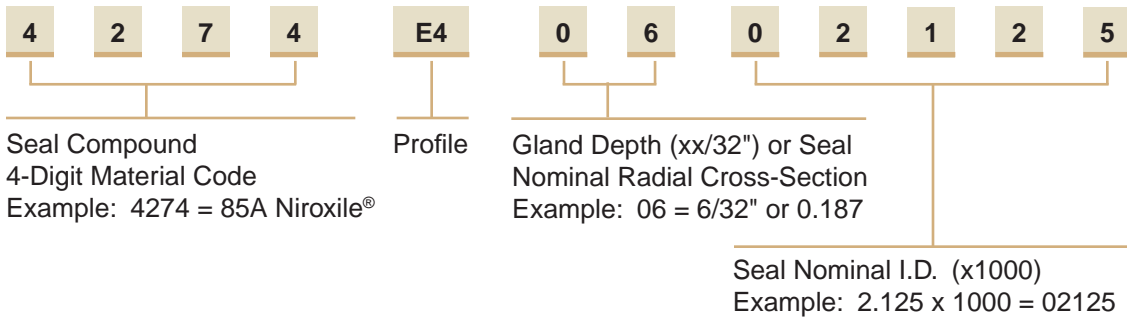 4 2 7 4 E4 0 6 0 2 1 2 5
Seal Compound
4-Digit Material Code
Example: 4274 = 85A Niroxile®
Profile
Gland Depth (xx/32") or Seal
Nominal Radial Cross-Section
Example: 06 = 6/32" or 0.187
Seal Nominal I.D. (x1000)
Example: 2.125 x 1000 = 02125